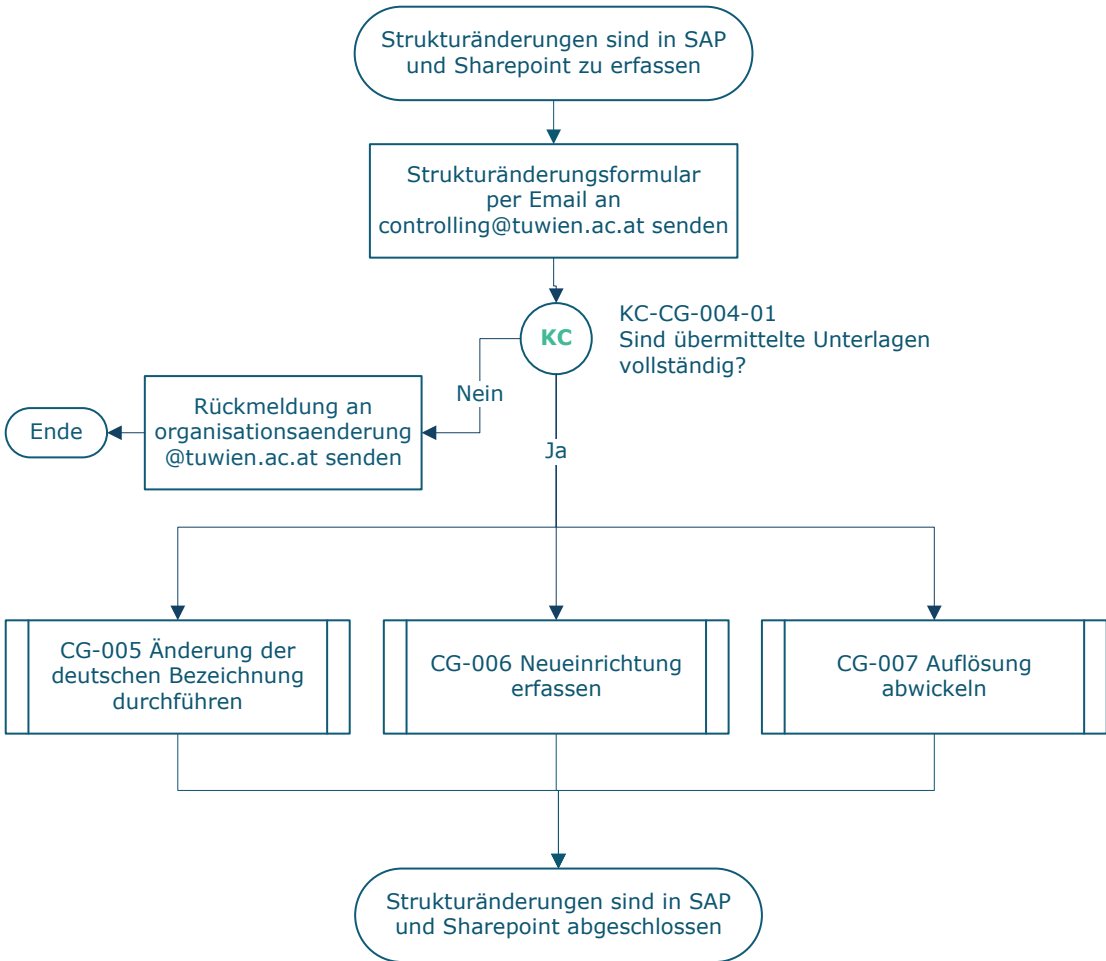 Strukturänderungen sind in SAP
und Sharepoint zu erfassen
Strukturänderungsformular
per Email an
controlling@tuwien.ac.at senden
KC
KC-CG-004-01
Sind übermittelte Unterlagen
vollständig?
Nein
Rückmeldung an
organisationsaenderung
@tuwien.ac.at senden
Ende
Ja
CG-005 Änderung der
deutschen Bezeichnung
durchführen
CG-006 Neueinrichtung
erfassen
CG-007 Auflösung
abwickeln
Strukturänderungen sind in SAP
und Sharepoint abgeschlossen